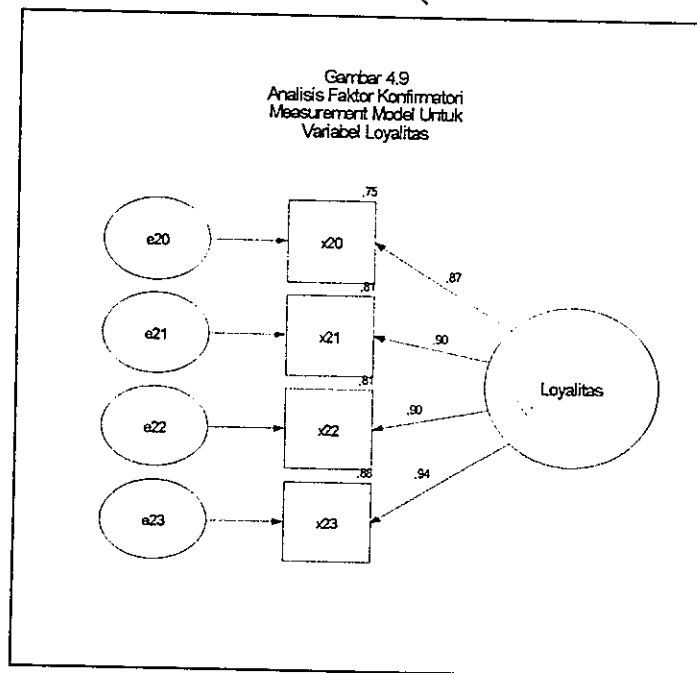 Gambar 4.9
Analisis Faktor Konfirmatori
Measurement Model Untuk
Variabel Loyalitas
.75
e20
x20
.87
.81
e21
x21
.90
Loyalitas
.81
e22
x22
.90
.88
.94
e23
x23